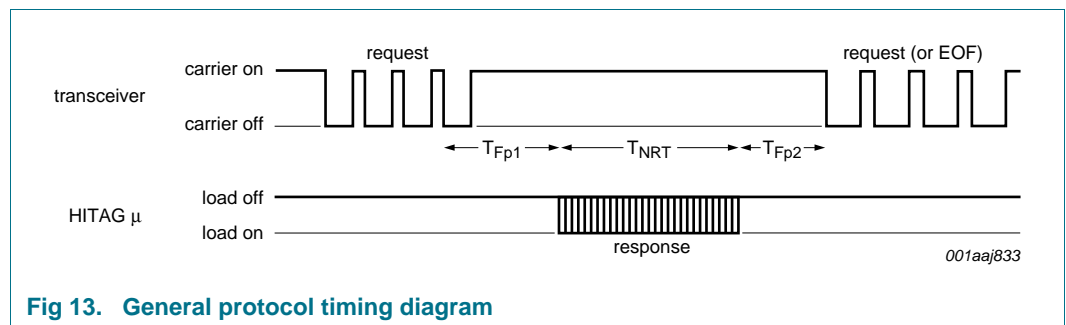 request
request (or EOF)
carrier on
transceiver
carrier off
TFp1
TNRT
TFp2
load off
HITAG μ
load on
response
001aaj833
Fig 13. General protocol timing diagram